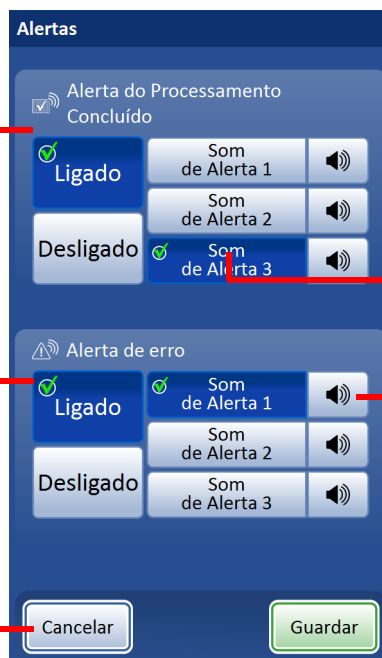 Alertas
Alerta do Processamento
Concluído
Ligado
Som
de Alerta 1
Som
de Alerta 2
Desligado
Som
de Alerta 3
Alerta de erro
Ligado
Som
de Alerta 1
Som
de Alerta 2
Desligado
Som
de Alerta 3
Cancelar
Guardar